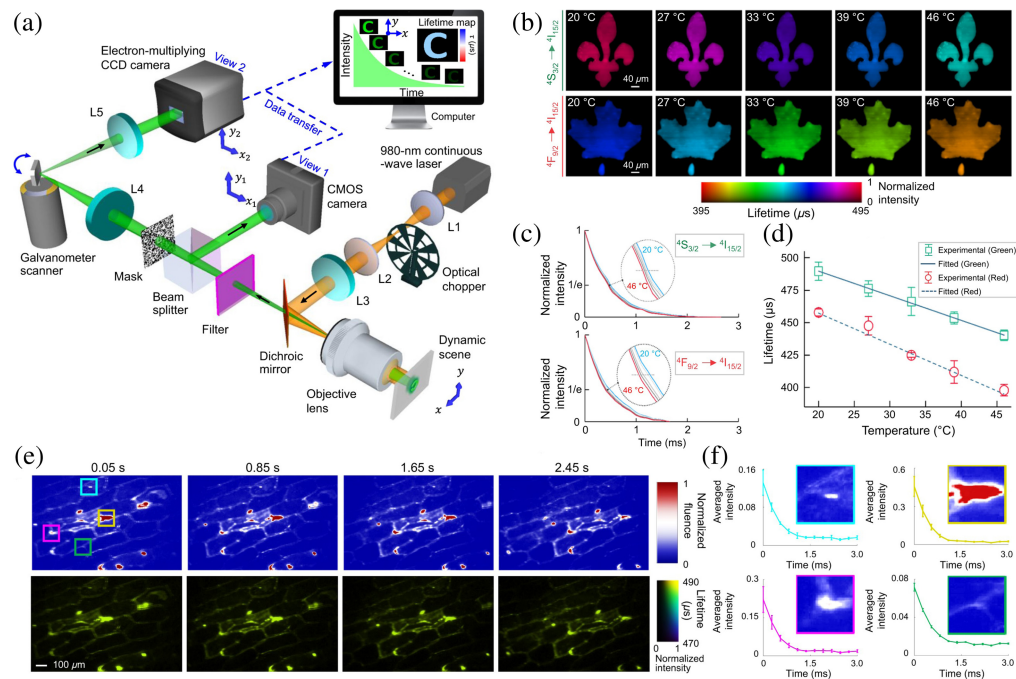 (a)
Electron-multiplying
CCD camera
View 2
L5
y2
x2
Data transfer
Intensity
Time
y
x
C
Lifetime map
C
τ (µs)
Computer
980-nm continuous
-wave laser
View 1
y1
x1
CMOS
camera
L4
L1
L2
Optical
chopper
L3
Galvanometer
scanner
Mask
Beam
splitter
Filter
Dichroic
mirror
Objective
lens
Dynamic
scene
y
x
(b)
4S3/2 → 4I15/2
20 °C
27 °C
33 °C
39 °C
46 °C
40 µm
4F9/2 → 4I15/2
20 °C
27 °C
33 °C
39 °C
46 °C
40 µm
395
Lifetime (µs)
495
1
0
Normalized
intensity
(c)
Normalized
intensity
1
1/e
0
20 °C
46 °C
4S3/2 → 4I15/2
0 1 2 3
Normalized
intensity
1
1/e
0
20 °C
46 °C
4F9/2 → 4I15/2
0 1 2 3
Time (ms)
(d)
Experimental (Green)
Fitted (Green)
Experimental (Red)
Fitted (Red)
Lifetime (µs)
500
475
450
425
400
20 25 30 35 40 45
Temperature (°C)
(e)
0.05 s
0.85 s
1.65 s
2.45 s
1
0
Normalized
fluence
100 µm
490
470
Lifetime
(µs)
0 1
Normalized
intensity
(f)
Averaged
intensity
0.16
0.08
0
0 1.5 3.0
Time (ms)
Averaged
intensity
0.6
0.3
0
0 1.5 3.0
Time (ms)
Averaged
intensity
0.3
0.2
0.1
0
0 1.5 3.0
Time (ms)
Averaged
intensity
0.08
0.04
0
0 1.5 3.0
Time (ms)